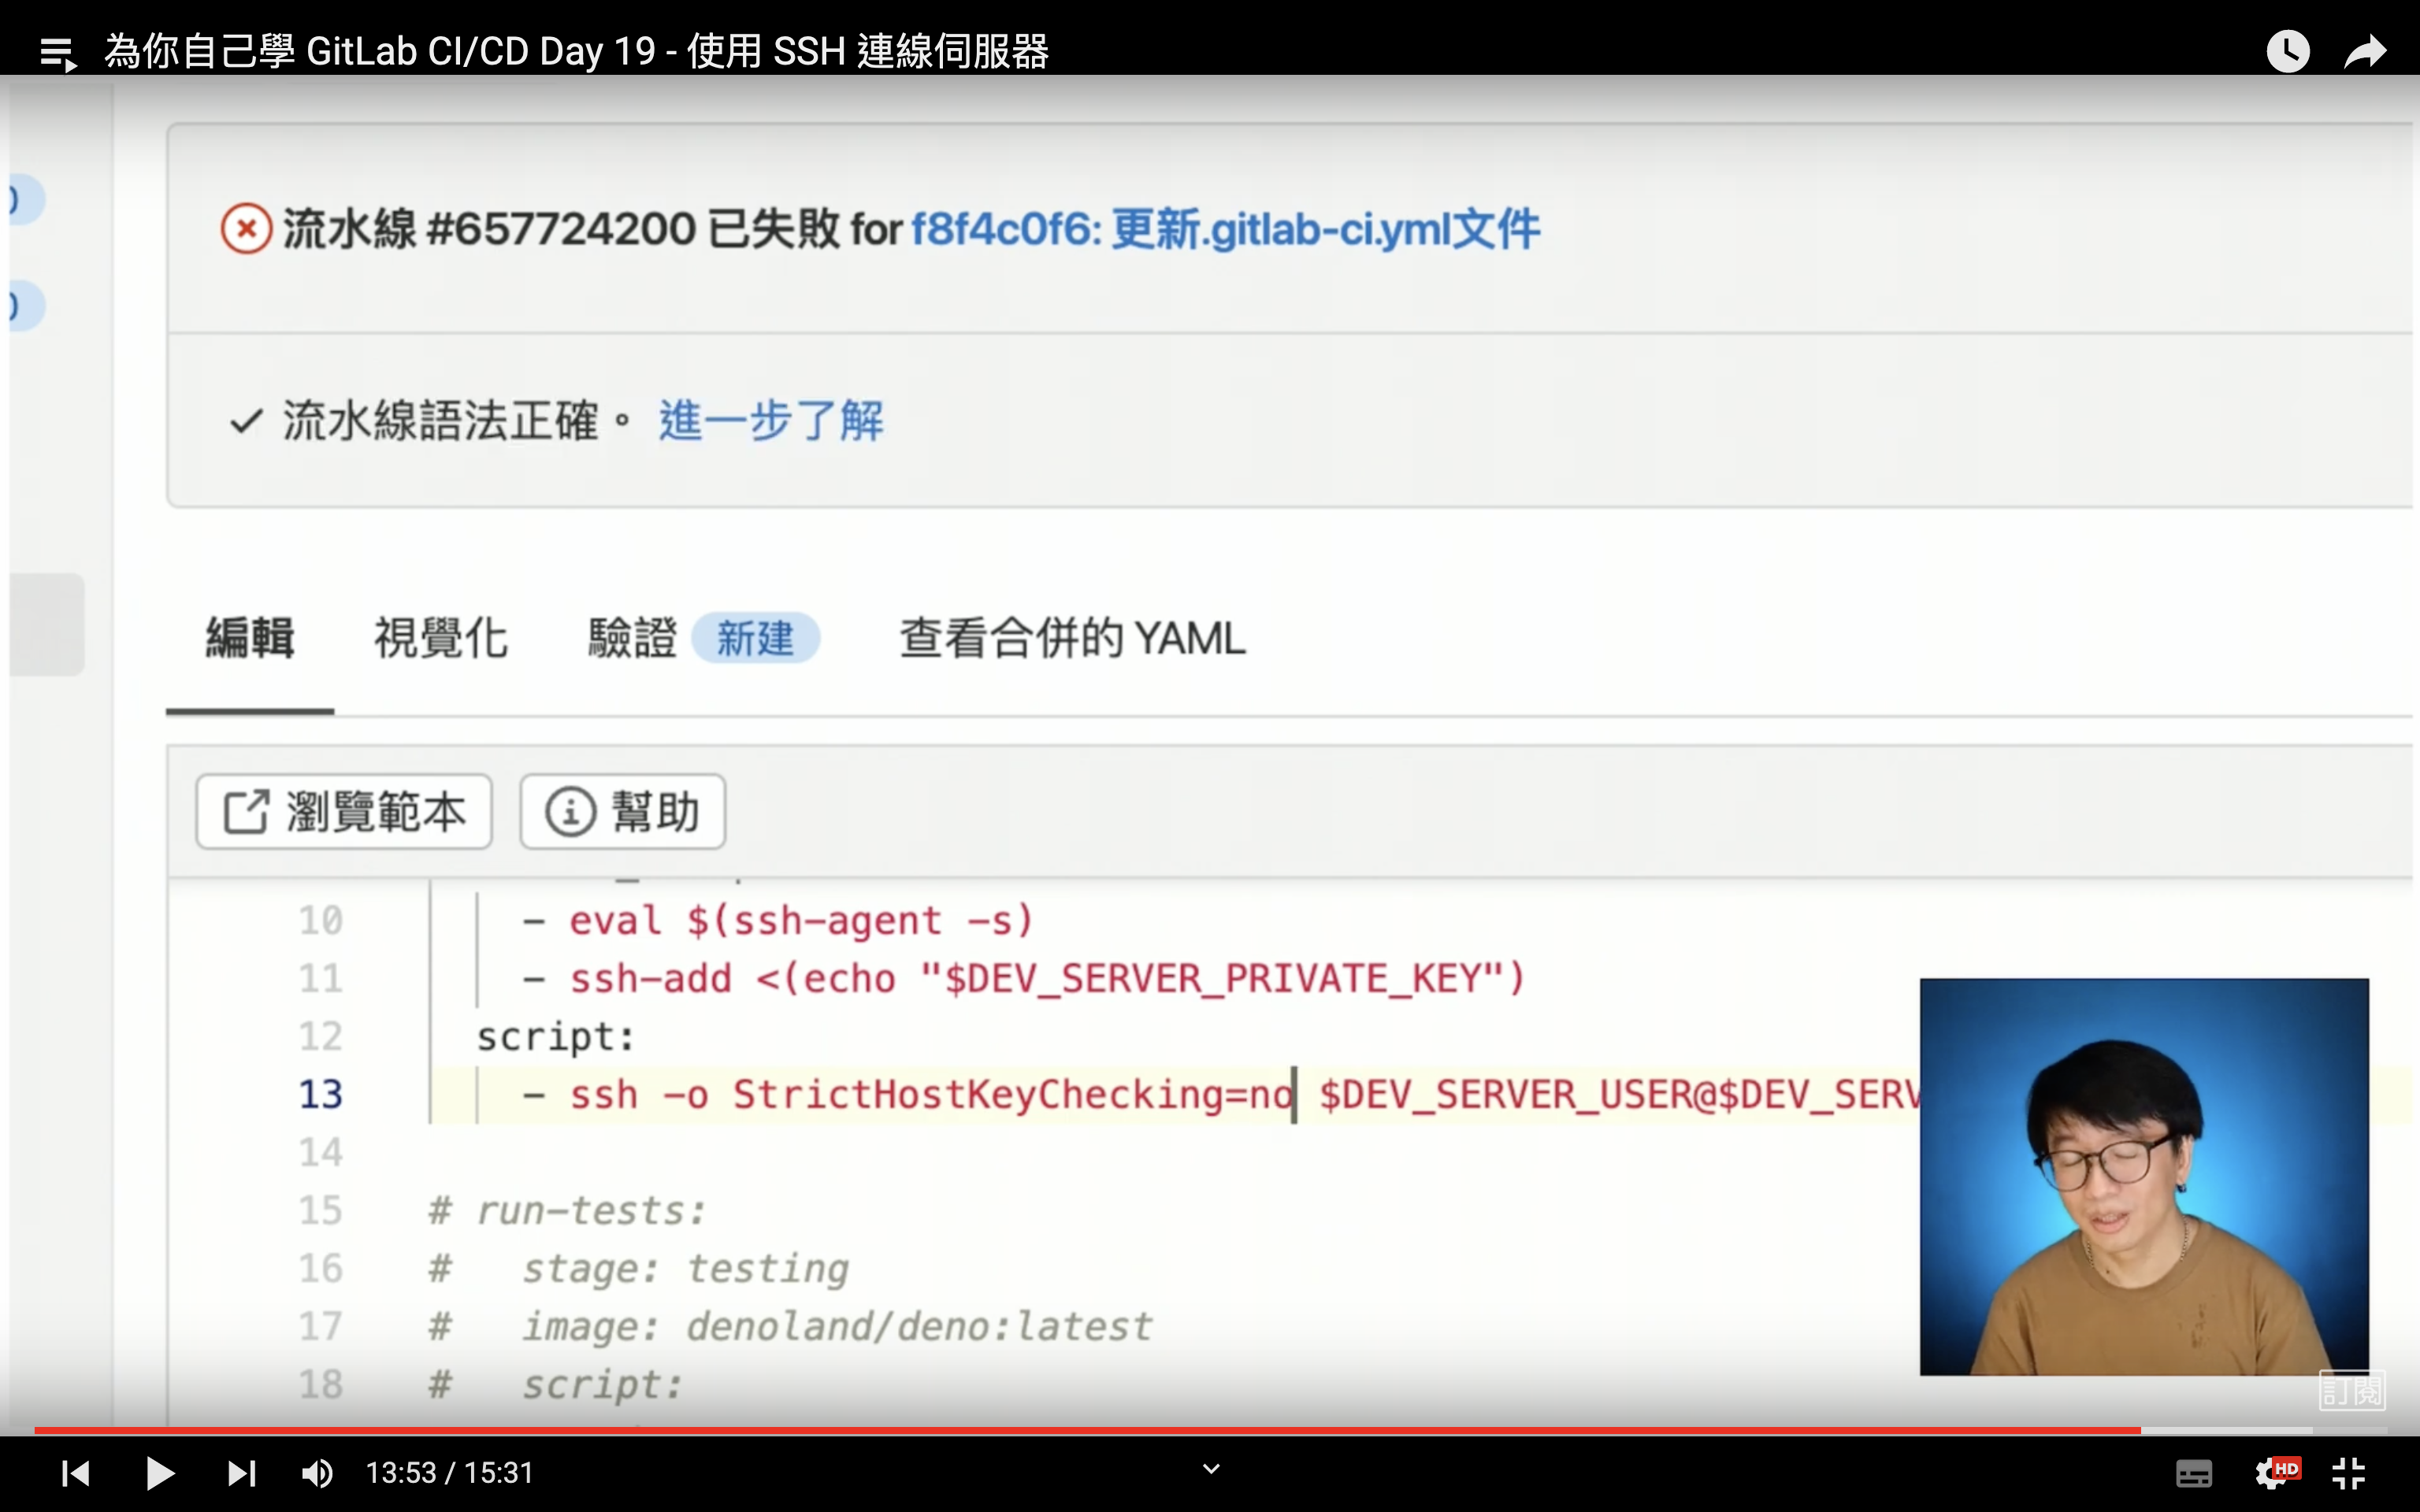 為你自己學 GitLab CI/CD Day 19 - 使用 SSH 連線伺服器
流水線 #657724200 已失敗 for f8f4c0f6: 更新.gitlab-ci.yml文件
流水線語法正確。 進一步了解
編輯 視覺化 驗證 新建 查看合併的 YAML
瀏覽範本 幫助
10 - eval $(ssh-agent -s)
11 - ssh-add <(echo "$DEV_SERVER_PRIVATE_KEY")
12 script:
13 - ssh -o StrictHostKeyChecking=no $DEV_SERVER_USER@$DEV_SERV
14
15 # run-tests:
16 # stage: testing
17 # image: denoland/deno:latest
18 # script:
訂閱
13:53 / 15:31
HD